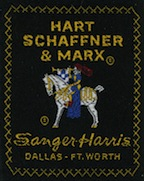 HART
SCHAFFNER
& MARX®
®
Sanger Harris
DALLAS - FT. WORTH